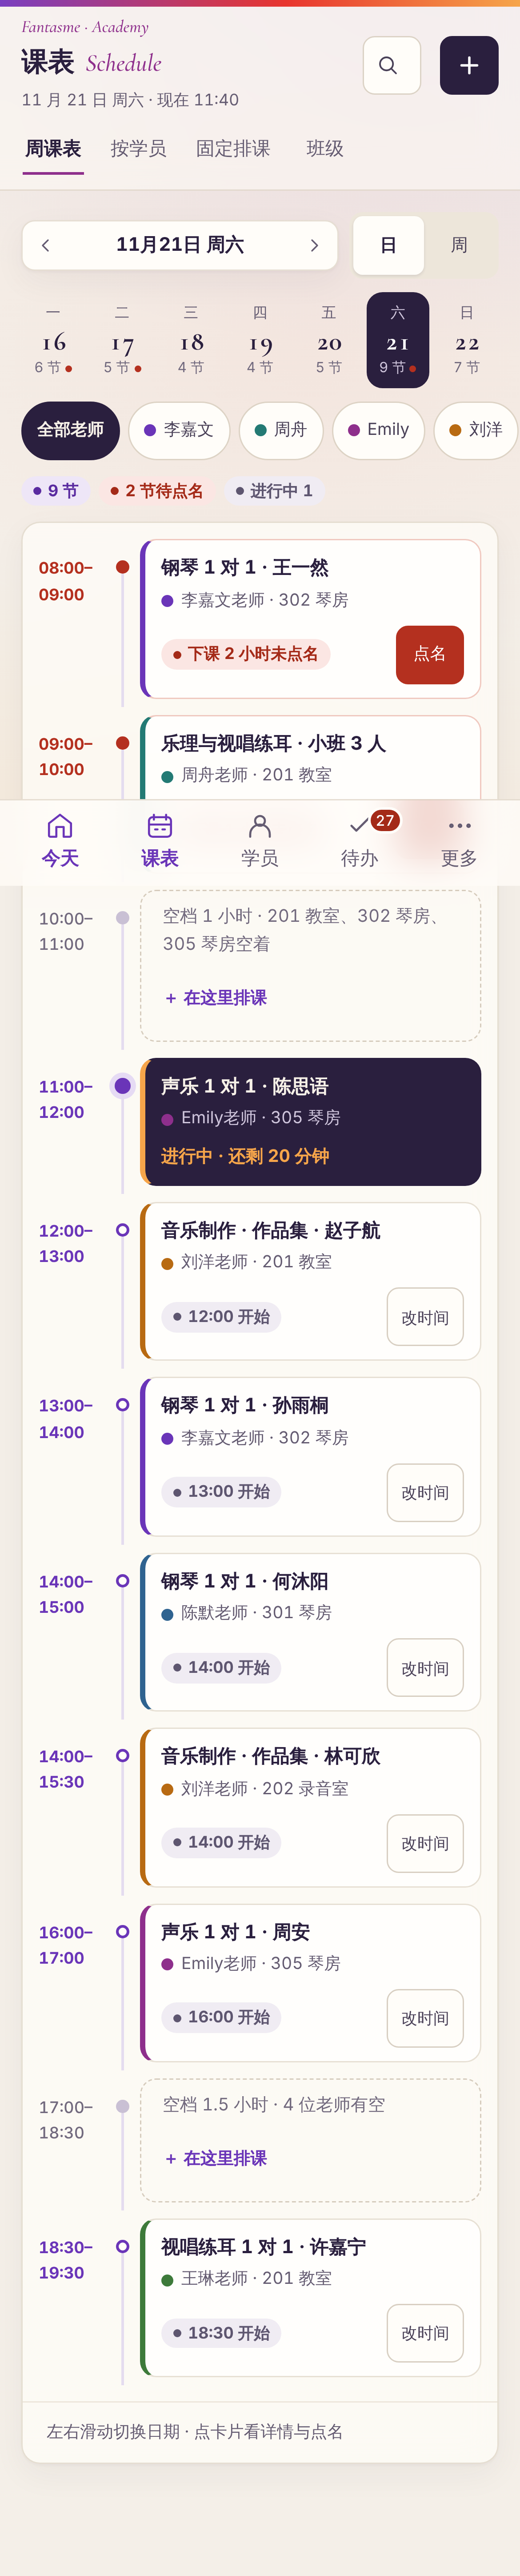 Fantasme · Academy
课表 Schedule
11 月 21 日 周六 · 现在 11:40
周课表 按学员 固定排课 班级
11月21日 周六 日 周
一 二 三 四 五 六 日
16 17 18 19 20 21 22
6 节 5 节 4 节 4 节 5 节 9 节 7 节
全部老师 李嘉文 周舟 Emily 刘洋
9 节 2 节待点名 进行中 1
08:00–
09:00
钢琴 1 对 1 · 王一然
李嘉文老师 · 302 琴房
下课 2 小时未点名 点名
09:00–
10:00
乐理与视唱练耳 · 小班 3 人
周舟老师 · 201 教室
27
今天 课表 学员 待办 更多
10:00–
11:00
空档 1 小时 · 201 教室、302 琴房、
305 琴房空着
+ 在这里排课
11:00–
12:00
声乐 1 对 1 · 陈思语
Emily老师 · 305 琴房
进行中 · 还剩 20 分钟
12:00–
13:00
音乐制作 · 作品集 · 赵子航
刘洋老师 · 201 教室
12:00 开始 改时间
13:00–
14:00
钢琴 1 对 1 · 孙雨桐
李嘉文老师 · 302 琴房
13:00 开始 改时间
14:00–
15:00
钢琴 1 对 1 · 何沐阳
陈默老师 · 301 琴房
14:00 开始 改时间
14:00–
15:30
音乐制作 · 作品集 · 林可欣
刘洋老师 · 202 录音室
14:00 开始 改时间
16:00–
17:00
声乐 1 对 1 · 周安
Emily老师 · 305 琴房
16:00 开始 改时间
17:00–
18:30
空档 1.5 小时 · 4 位老师有空
+ 在这里排课
18:30–
19:30
视唱练耳 1 对 1 · 许嘉宁
王琳老师 · 201 教室
18:30 开始 改时间
左右滑动切换日期 · 点卡片看详情与点名